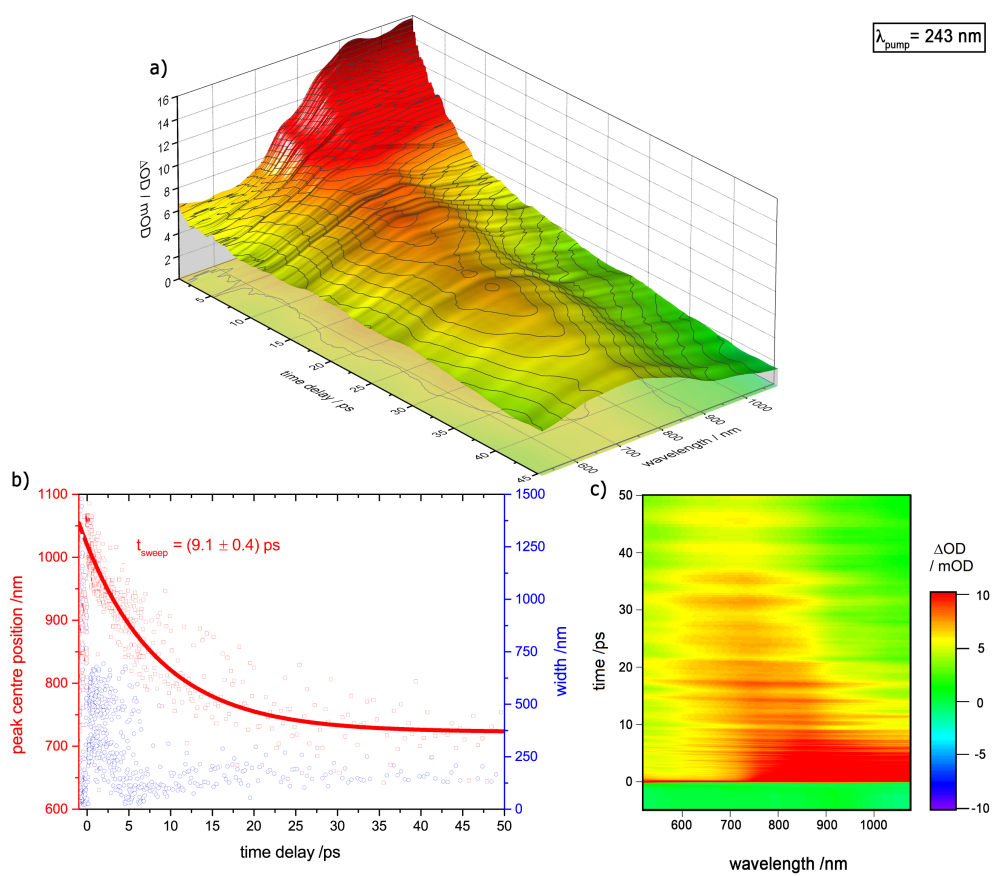 λpump= 243 nm
a)
16
14
12
10
8
6
4
2
0
ΔOD / mOD
5
10
15
20
25
30
35
40
45
time delay / ps
600
700
800
900
1000
wavelength / nm
b)
1100
1000
900
800
700
600
peak centre position /nm
tsweep = (9.1 ± 0.4) ps
1500
1250
1000
750
500
250
0
width /nm
0 5 10 15 20 25 30 35 40 45 50
time delay /ps
c)
50
40
30
20
10
0
time /ps
600 700 800 900 1000
wavelength /nm
ΔOD
/ mOD
10
5
0
-5
-10